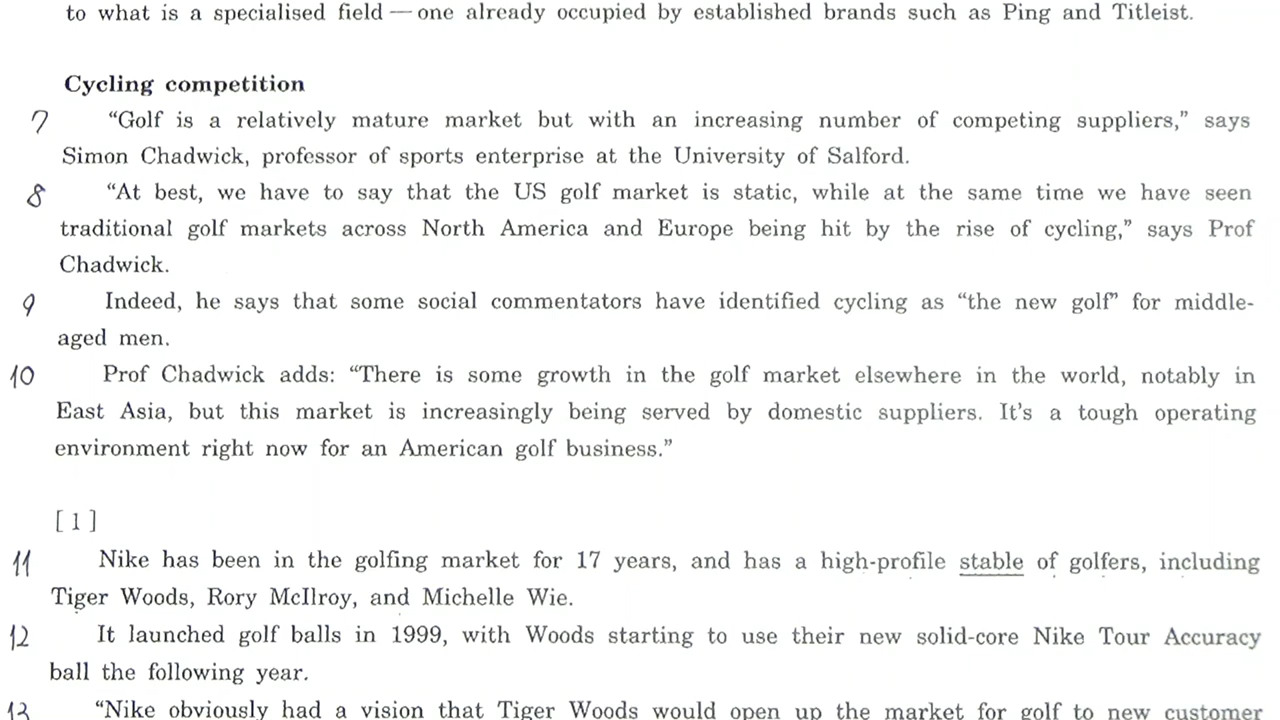 to what is a specialised field — one already occupied by established brands such as Ping and Titleist.
Cycling competition
7 “Golf is a relatively mature market but with an increasing number of competing suppliers,” says
Simon Chadwick, professor of sports enterprise at the University of Salford.
8 “At best, we have to say that the US golf market is static, while at the same time we have seen
traditional golf markets across North America and Europe being hit by the rise of cycling,” says Prof
Chadwick.
9 Indeed, he says that some social commentators have identified cycling as “the new golf” for middle-
aged men.
10 Prof Chadwick adds: “There is some growth in the golf market elsewhere in the world, notably in
East Asia, but this market is increasingly being served by domestic suppliers. It’s a tough operating
environment right now for an American golf business.”
[1]
11 Nike has been in the golfing market for 17 years, and has a high-profile stable of golfers, including
Tiger Woods, Rory McIlroy, and Michelle Wie.
12 It launched golf balls in 1999, with Woods starting to use their new solid-core Nike Tour Accuracy
ball the following year.
13 “Nike obviously had a vision that Tiger Woods would open up the market for golf to new customer